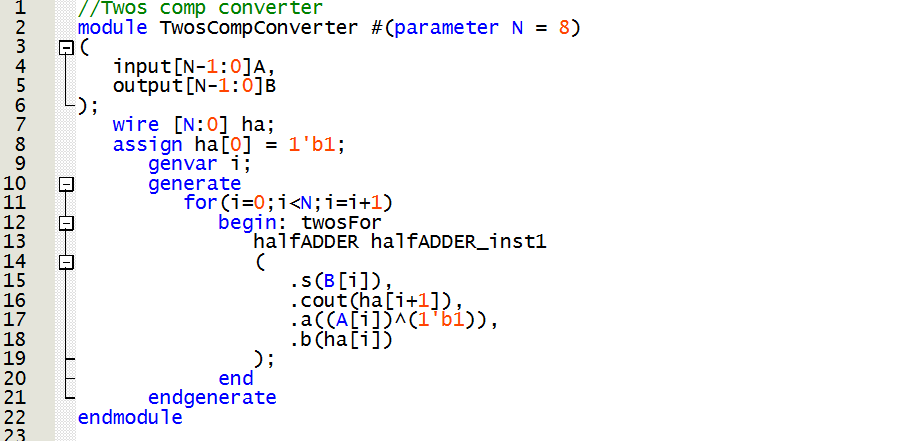 1 //Twos comp converter
2 module TwosCompConverter #(parameter N = 8)
3 (
4 input[N-1:0]A,
5 output[N-1:0]B
6 );
7 wire [N:0] ha;
8 assign ha[0] = 1'b1;
9 genvar i;
10 generate
11 for(i=0;i<N;i=i+1)
12 begin: twosFor
13 halfADDER halfADDER_inst1
14 (
15 .s(B[i]),
16 .cout(ha[i+1]),
17 .a((A[i])^(1'b1)),
18 .b(ha[i])
19 );
20 end
21 endgenerate
22 endmodule
23